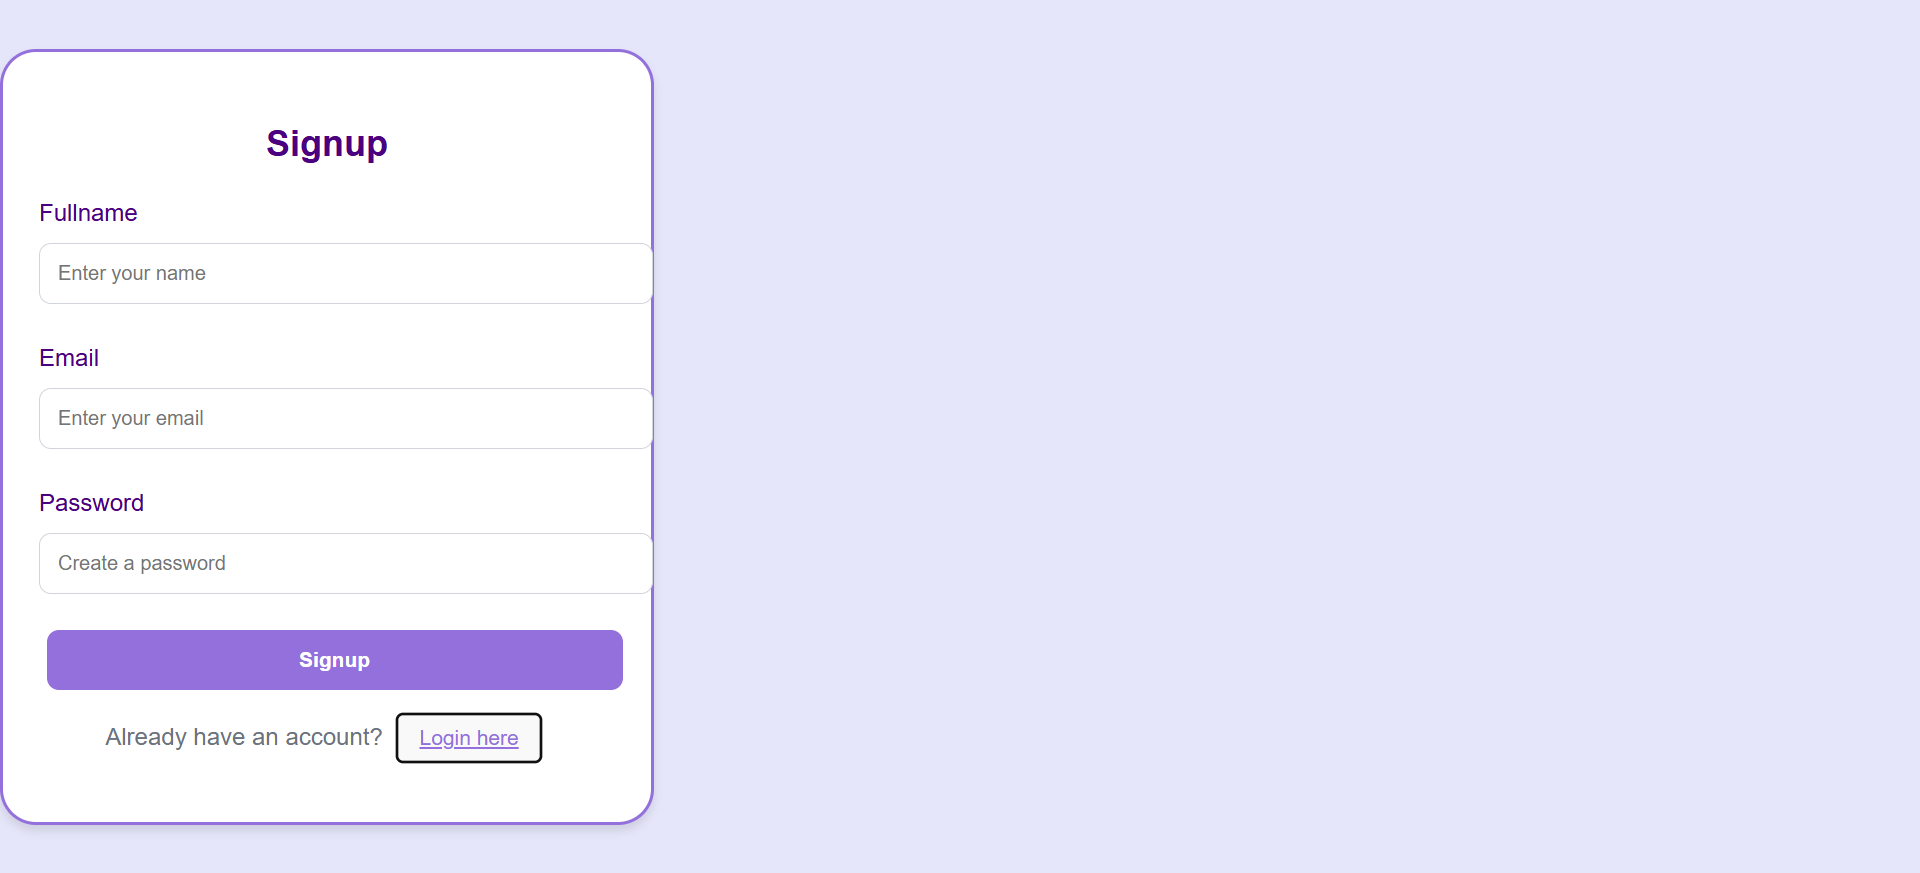 Signup
Fullname
Enter your name
Email
Enter your email
Password
Create a password
Signup
Already have an account? Login here